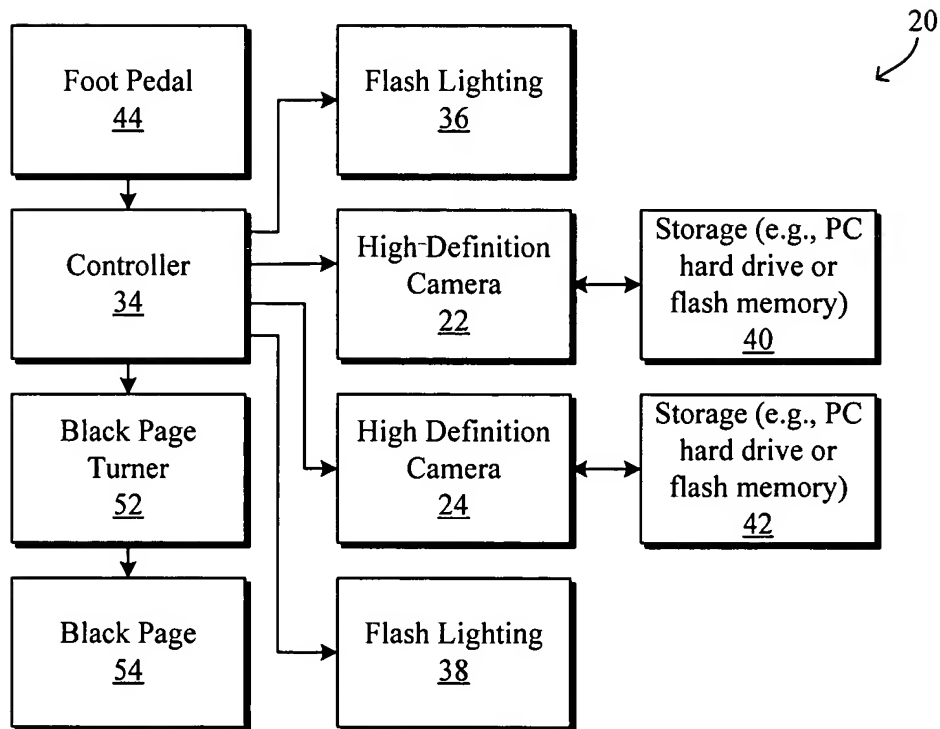 20
Foot Pedal
44
Flash Lighting
36
Controller
34
High-Definition
Camera
22
Storage (e.g., PC
hard drive or
flash memory)
40
Black Page
Turner
52
High Definition
Camera
24
Storage (e.g., PC
hard drive or
flash memory)
42
Black Page
54
Flash Lighting
38